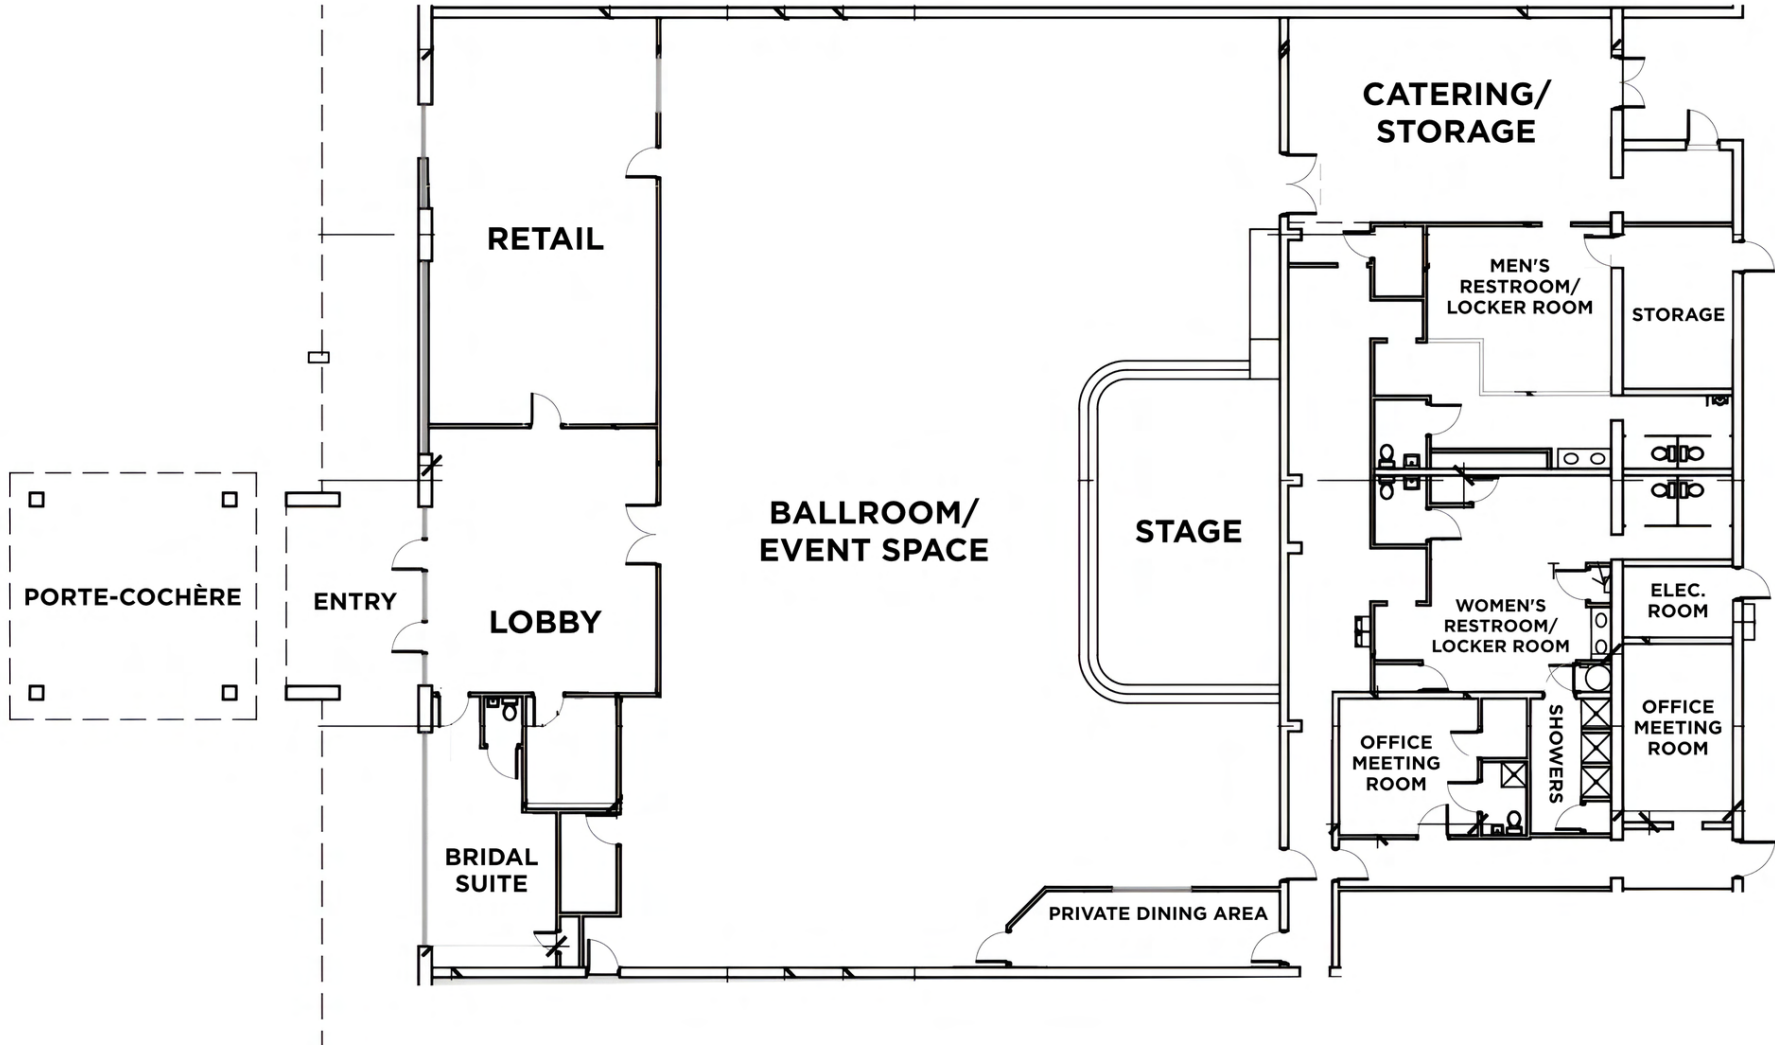 CATERING/
STORAGE
RETAIL
MEN'S
RESTROOM/
LOCKER ROOM
STORAGE
BALLROOM/
EVENT SPACE
STAGE
PORTE-COCHÈRE
ENTRY
LOBBY
WOMEN'S
RESTROOM/
LOCKER ROOM
ELEC.
ROOM
OFFICE
MEETING
ROOM
SHOWERS
OFFICE
MEETING
ROOM
BRIDAL
SUITE
PRIVATE DINING AREA